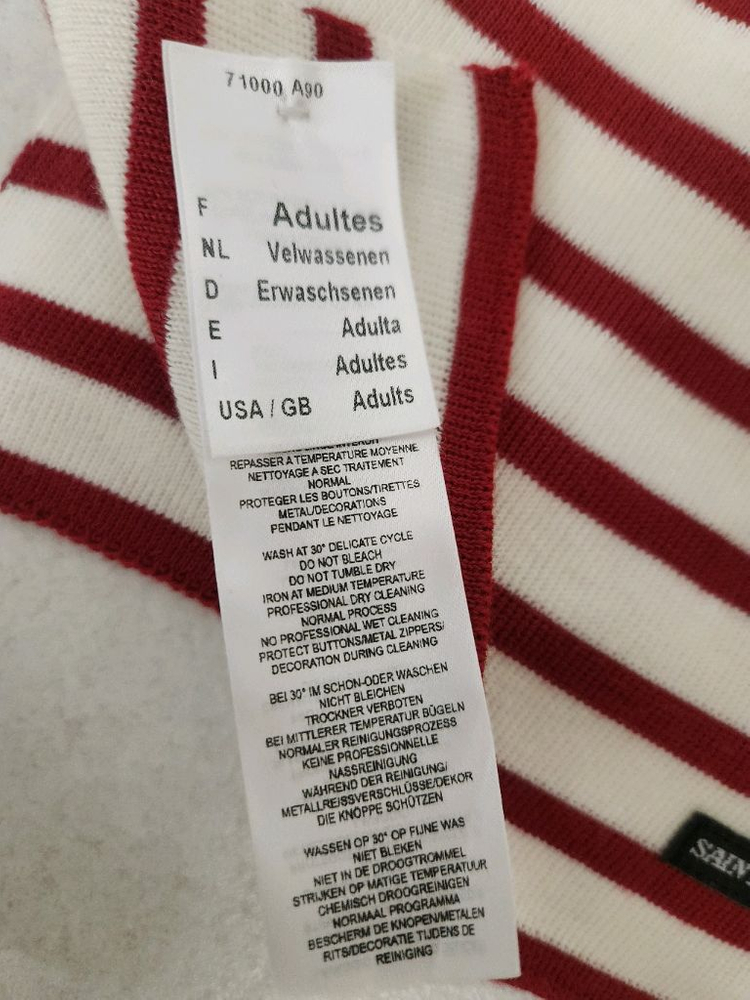 71000 A90
F Adultes
NL Velwassenen
D Erwaschsenen
E Adulta
I Adultes
USA / GB Adults
REPASSER A TEMPERATURE MOYENNE
NETTOYAGE A SEC TRAITEMENT
NORMAL
PROTEGER LES BOUTONS/TIRETTES
METAL/DECORATIONS
PENDANT LE NETTOYAGE
WASH AT 30° DELICATE CYCLE
DO NOT BLEACH
DO NOT TUMBLE DRY
IRON AT MEDIUM TEMPERATURE
PROFESSIONAL DRY CLEANING
NORMAL PROCESS
NO PROFESSIONAL WET CLEANING
PROTECT BUTTONS/METAL ZIPPERS/
DECORATION DURING CLEANING
BEI 30° IM SCHON-ODER WASCHEN
NICHT BLEICHEN
TROCKNER VERBOTEN
BEI MITTLERER TEMPERATUR BÜGELN
NORMALER REINIGUNGSPROZESS
KEINE PROFESSIONNELLE
NASSREINIGUNG
WÄHREND DER REINIGUNG/
METALLREISSVERSCHLÜSSE/DEKOR
DIE KNÖPPE SCHÜTZEN
WASSEN OP 30° OP FIJNE WAS
NIET BLEKEN
NIET IN DE DROOGTROMMEL
STRIJKEN OP MATIGE TEMPERATUUR
CHEMISCH DROOGREINIGEN
NORMAAL PROGRAMMA
BESCHERM DE KNOPEN/METALEN
RITS/DECORATIE TIJDENS DE
REINIGING
SAIN